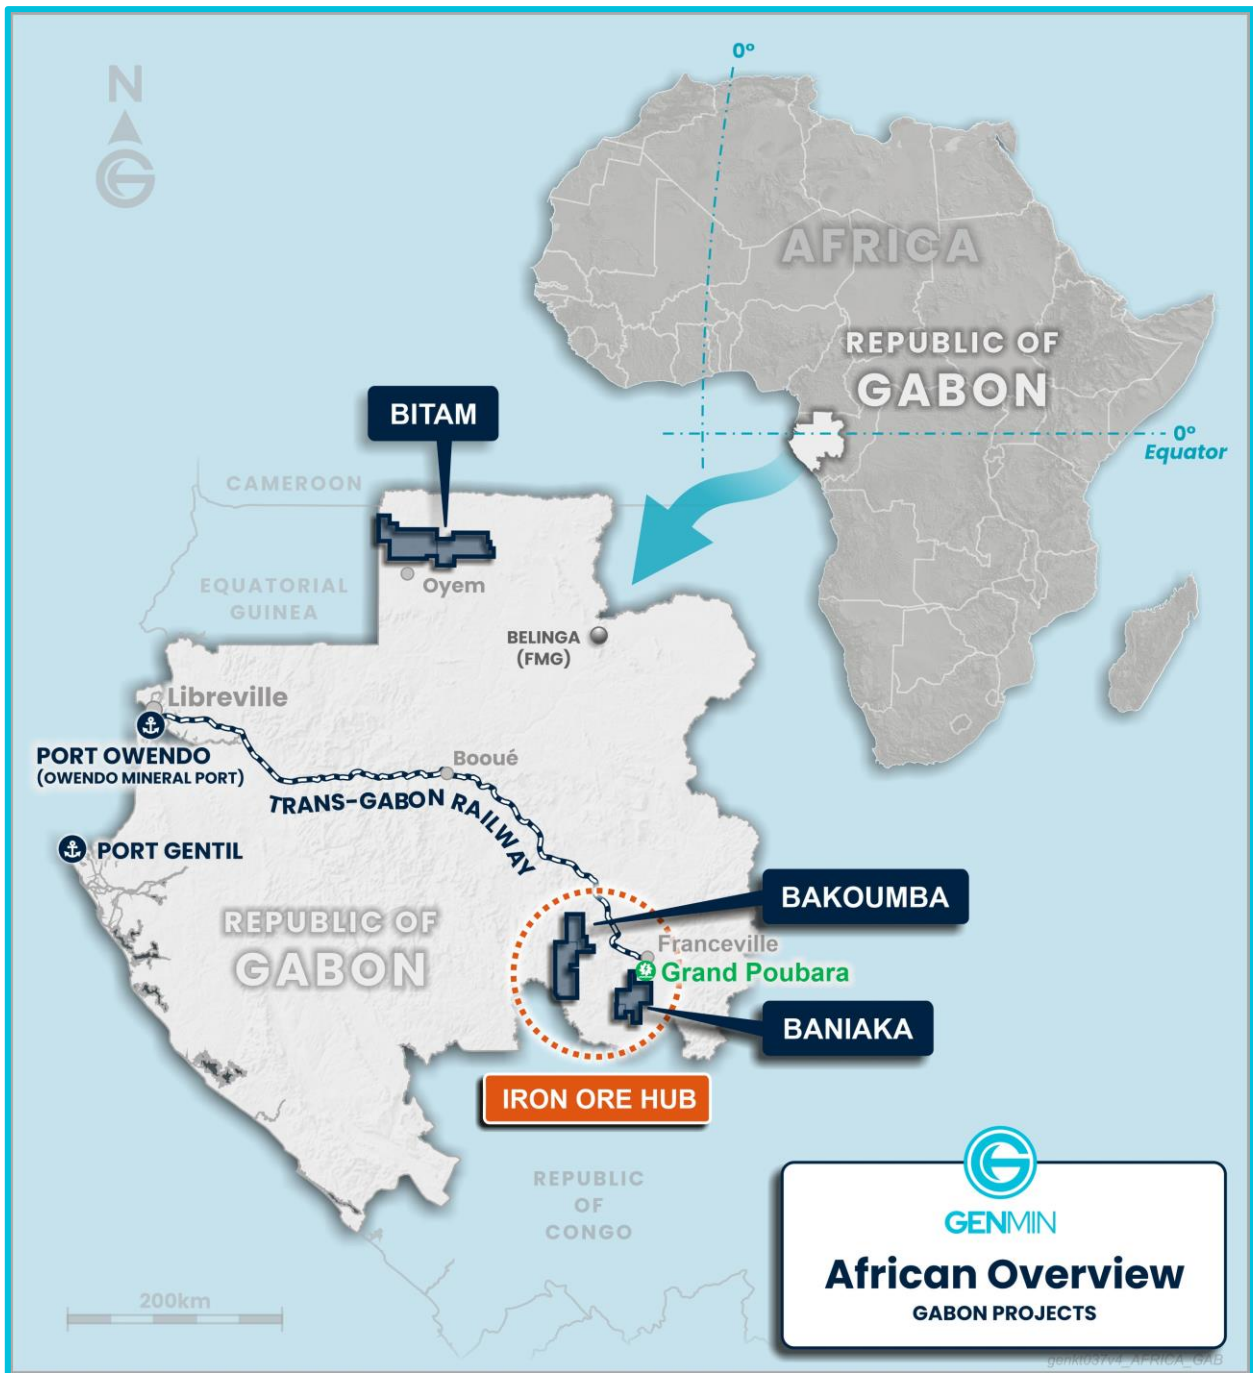 N
0°
AFRICA
REPUBLIC OF
GABON
0°
Equator
BITAM
CAMEROON
EQUATORIAL
GUINEA
Oyem
BELINGA
(FMG)
Libreville
PORT OWENDO
(OWENDO MINERAL PORT)
Booué
TRANS-GABON RAILWAY
PORT GENTIL
REPUBLIC OF
GABON
BAKOUMBA
Franceville
Grand Poubara
BANIAKA
IRON ORE HUB
REPUBLIC
OF
CONGO
200km
GENMIN
African Overview
GABON PROJECTS
genkl037v4_AFRICA_GAB